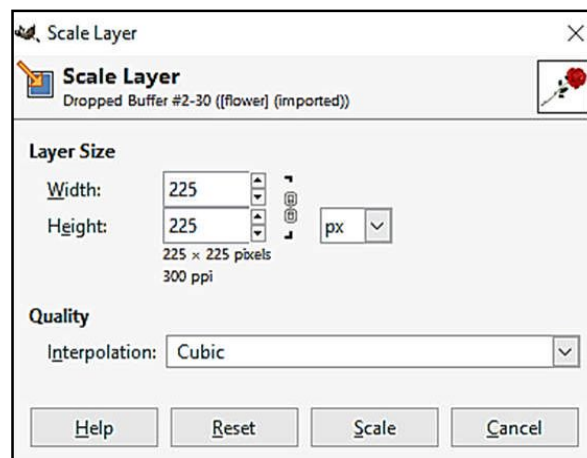 Scale Layer
Scale Layer
Dropped Buffer #2-30 ([flower] (imported))
Layer Size
Width: 225
Height: 225 px
225 × 225 pixels
300 ppi
Quality
Interpolation: Cubic
Help Reset Scale Cancel